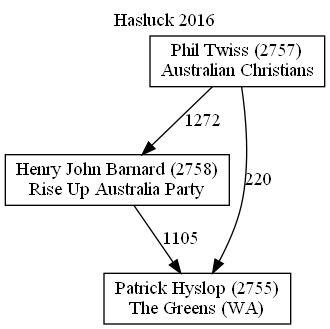 Hasluck 2016
Phil Twiss (2757)
Australian Christians
1272
Henry John Barnard (2758)
Rise Up Australia Party
220
1105
Patrick Hyslop (2755)
The Greens (WA)